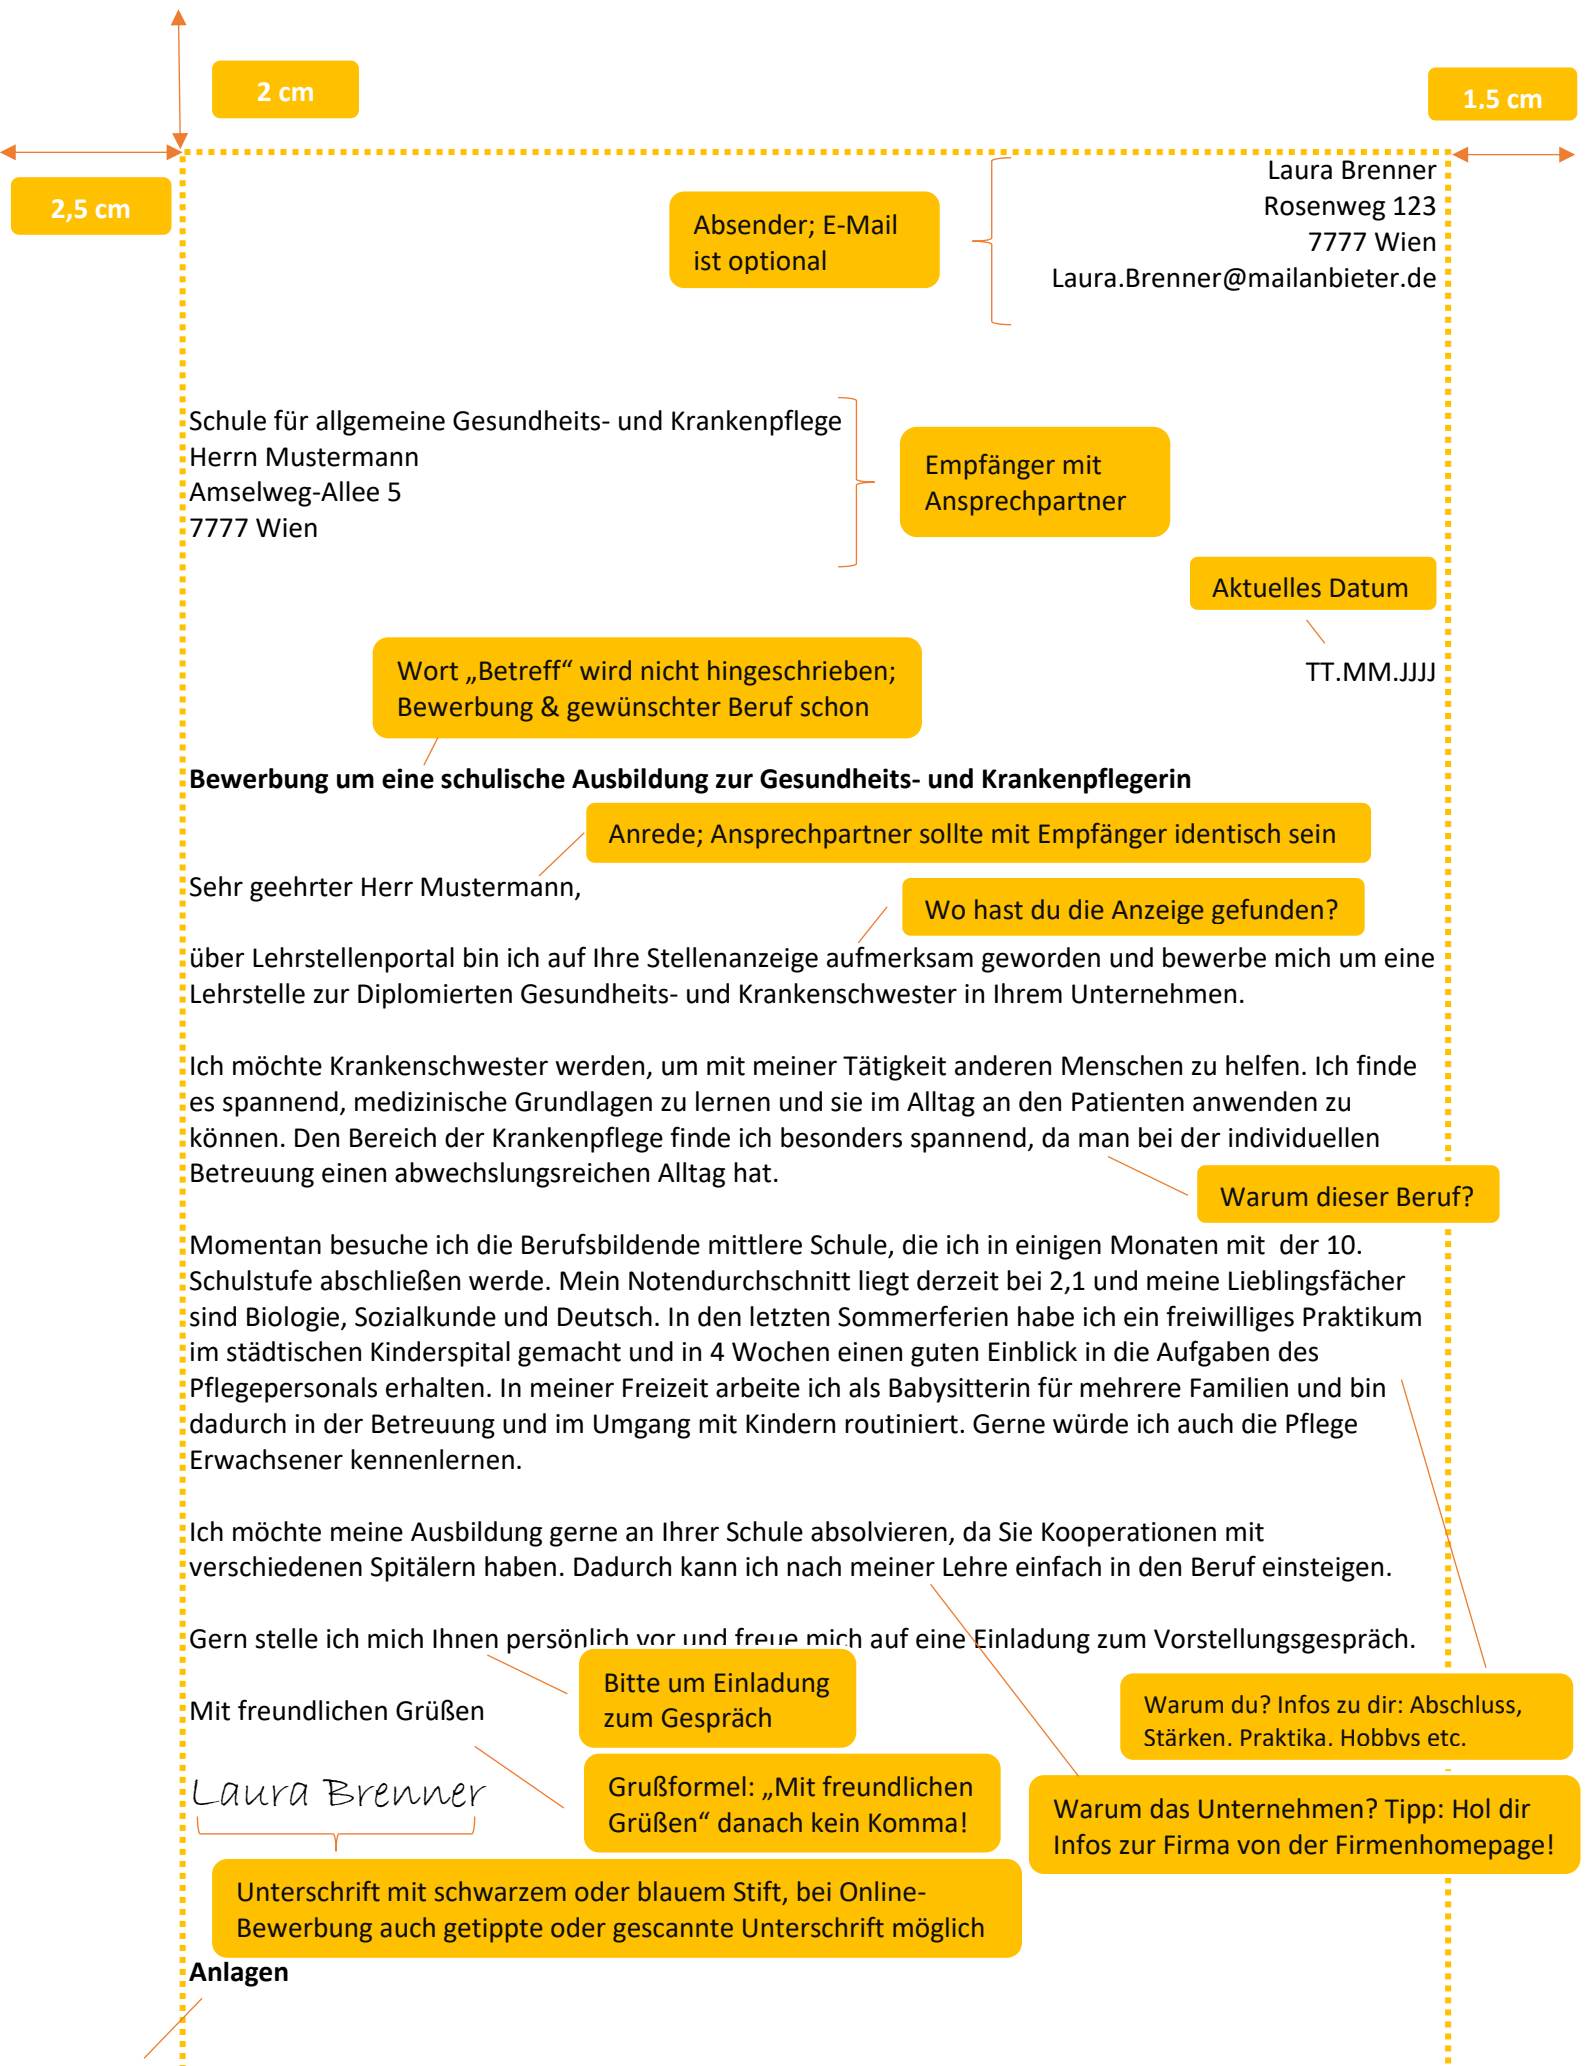 2 cm
1,5 cm
2,5 cm
Laura Brenner
Rosenweg 123
7777 Wien
Laura.Brenner@mailanbieter.de
Absender; E-Mail
ist optional
Schule für allgemeine Gesundheits- und Krankenpflege
Herrn Mustermann
Amselweg-Allee 5
7777 Wien
Empfänger mit
Ansprechpartner
Aktuelles Datum
TT.MM.JJJJ
Wort „Betreff“ wird nicht hingeschrieben;
Bewerbung & gewünschter Beruf schon
Bewerbung um eine schulische Ausbildung zur Gesundheits- und Krankenpflegerin
Anrede; Ansprechpartner sollte mit Empfänger identisch sein
Sehr geehrter Herr Mustermann,
Wo hast du die Anzeige gefunden?
über Lehrstellenportal bin ich auf Ihre Stellenanzeige aufmerksam geworden und bewerbe mich um eine
Lehrstelle zur Diplomierten Gesundheits- und Krankenschwester in Ihrem Unternehmen.
Ich möchte Krankenschwester werden, um mit meiner Tätigkeit anderen Menschen zu helfen. Ich finde
es spannend, medizinische Grundlagen zu lernen und sie im Alltag an den Patienten anwenden zu
können. Den Bereich der Krankenpflege finde ich besonders spannend, da man bei der individuellen
Betreuung einen abwechslungsreichen Alltag hat.
Warum dieser Beruf?
Momentan besuche ich die Berufsbildende mittlere Schule, die ich in einigen Monaten mit der 10.
Schulstufe abschließen werde. Mein Notendurchschnitt liegt derzeit bei 2,1 und meine Lieblingsfächer
sind Biologie, Sozialkunde und Deutsch. In den letzten Sommerferien habe ich ein freiwilliges Praktikum
im städtischen Kinderspital gemacht und in 4 Wochen einen guten Einblick in die Aufgaben des
Pflegepersonals erhalten. In meiner Freizeit arbeite ich als Babysitterin für mehrere Familien und bin
dadurch in der Betreuung und im Umgang mit Kindern routiniert. Gerne würde ich auch die Pflege
Erwachsener kennenlernen.
Ich möchte meine Ausbildung gerne an Ihrer Schule absolvieren, da Sie Kooperationen mit
verschiedenen Spitälern haben. Dadurch kann ich nach meiner Lehre einfach in den Beruf einsteigen.
Gern stelle ich mich Ihnen persönlich vor und freue mich auf eine Einladung zum Vorstellungsgespräch.
Bitte um Einladung
zum Gespräch
Warum du? Infos zu dir: Abschluss,
Stärken, Praktika, Hobbys etc.
Mit freundlichen Grüßen
Laura Brenner
Grußformel: „Mit freundlichen
Grüßen“ danach kein Komma!
Warum das Unternehmen? Tipp: Hol dir
Infos zur Firma von der Firmenhomepage!
Unterschrift mit schwarzem oder blauem Stift, bei Online-
Bewerbung auch getippte oder gescannte Unterschrift möglich
Anlagen